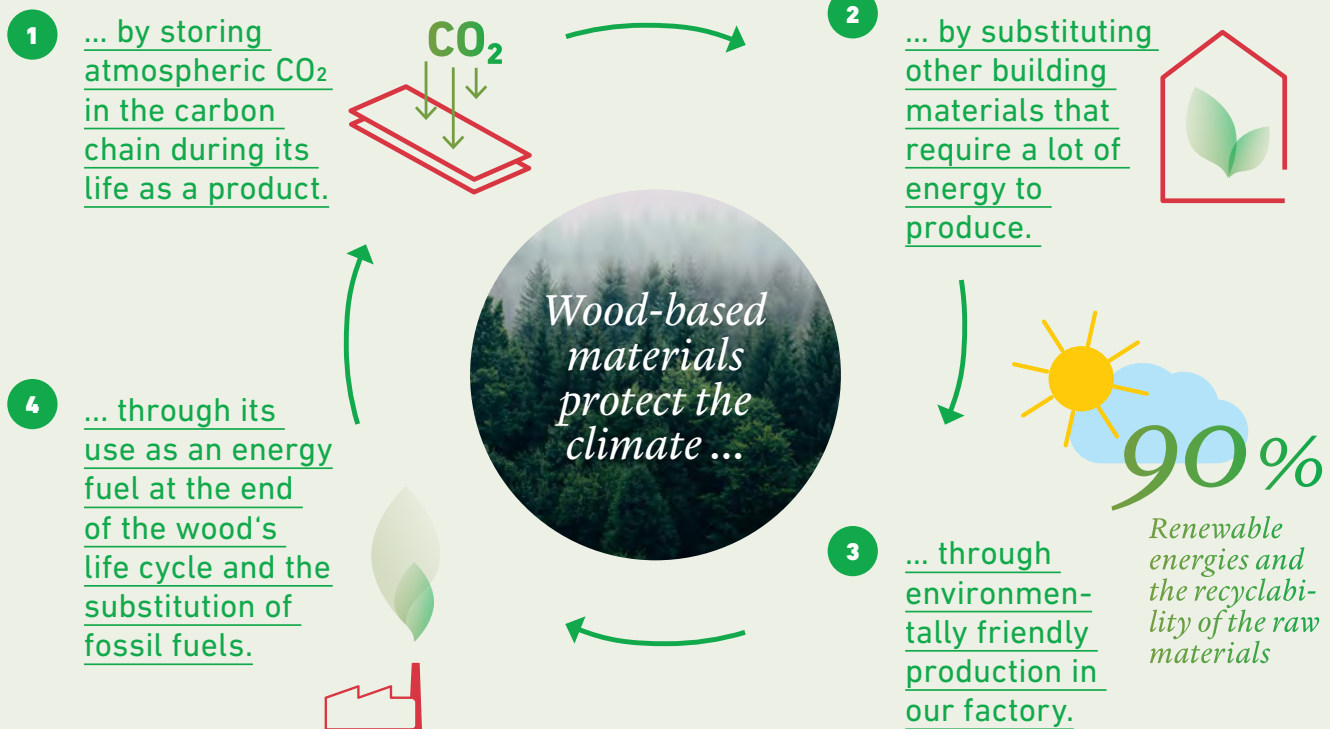 Wood-based
materials
protect the
climate ...
1
... by storing
atmospheric CO₂
in the carbon
chain during its
life as a product.
CO₂
2
... by substituting
other building
materials that
require a lot of
energy to
produce.
3
... through
environmen-
tally friendly
production in
our factory.
90 %
Renewable
energies and
the recyclabi-
lity of the raw
materials
4
... through its
use as an energy
fuel at the end
of the wood‘s
life cycle and the
substitution of
fossil fuels.